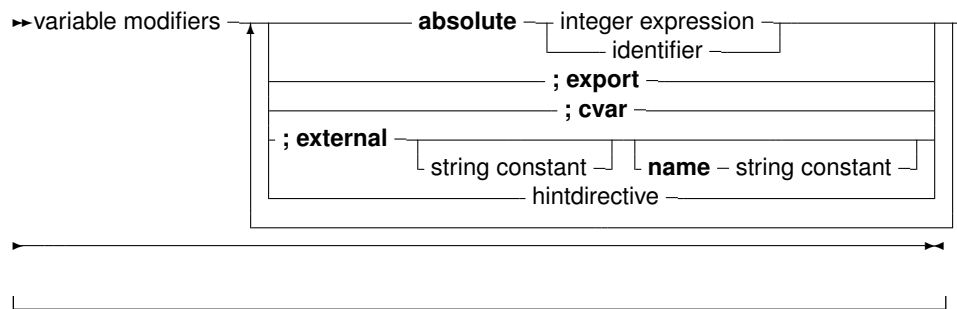 variable modifiers absolute integer expression
identifier
; export
; cvar
; external
string constant name string constant
hintdirective